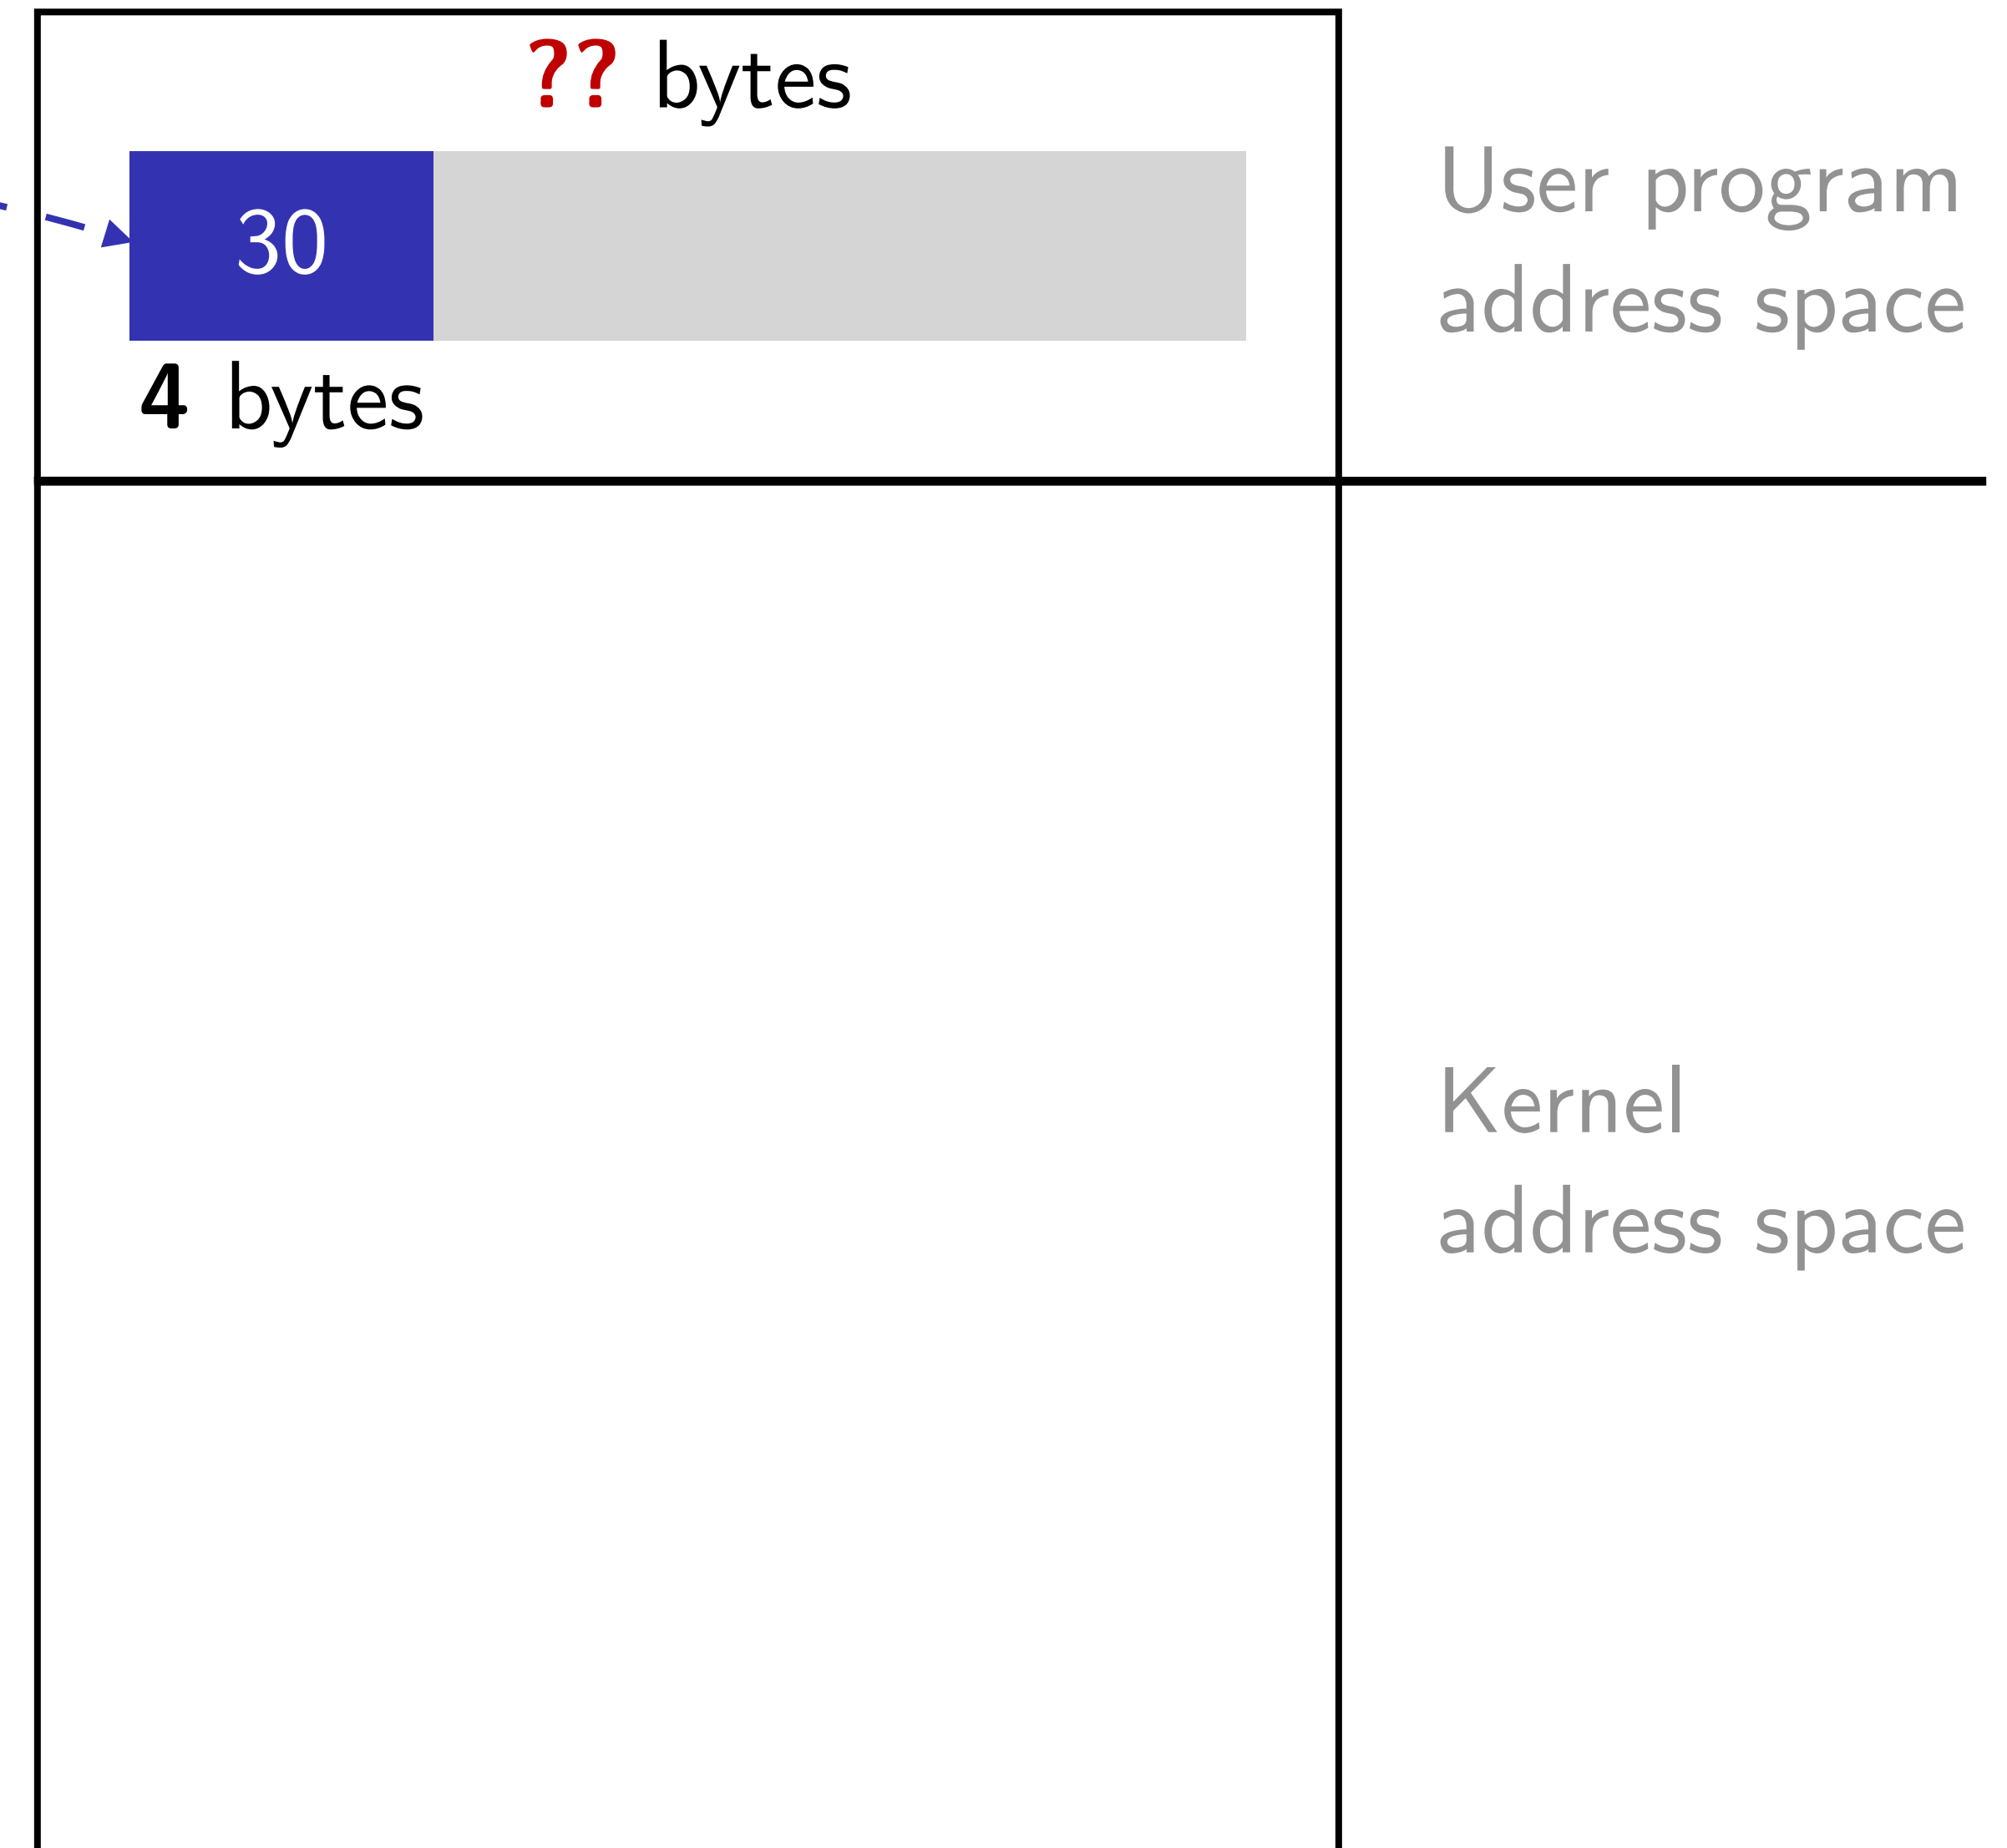 ?? bytes
30
4 bytes
User program
address space
Kernel
address space